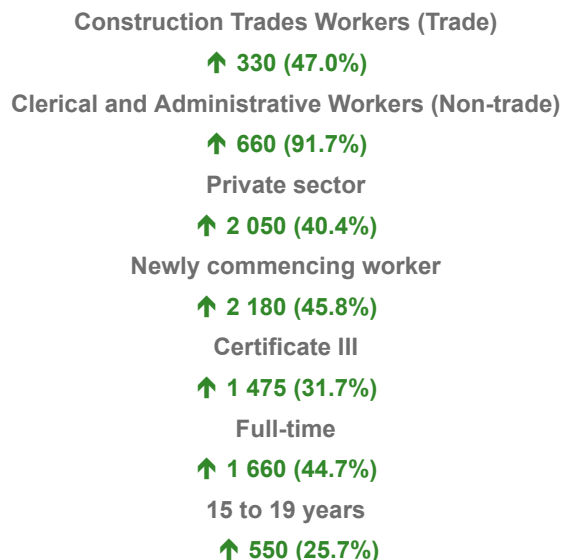 Construction Trades Workers (Trade)
↑ 330 (47.0%)
Clerical and Administrative Workers (Non-trade)
↑ 660 (91.7%)
Private sector
↑ 2 050 (40.4%)
Newly commencing worker
↑ 2 180 (45.8%)
Certificate III
↑ 1 475 (31.7%)
Full-time
↑ 1 660 (44.7%)
15 to 19 years
↑ 550 (25.7%)